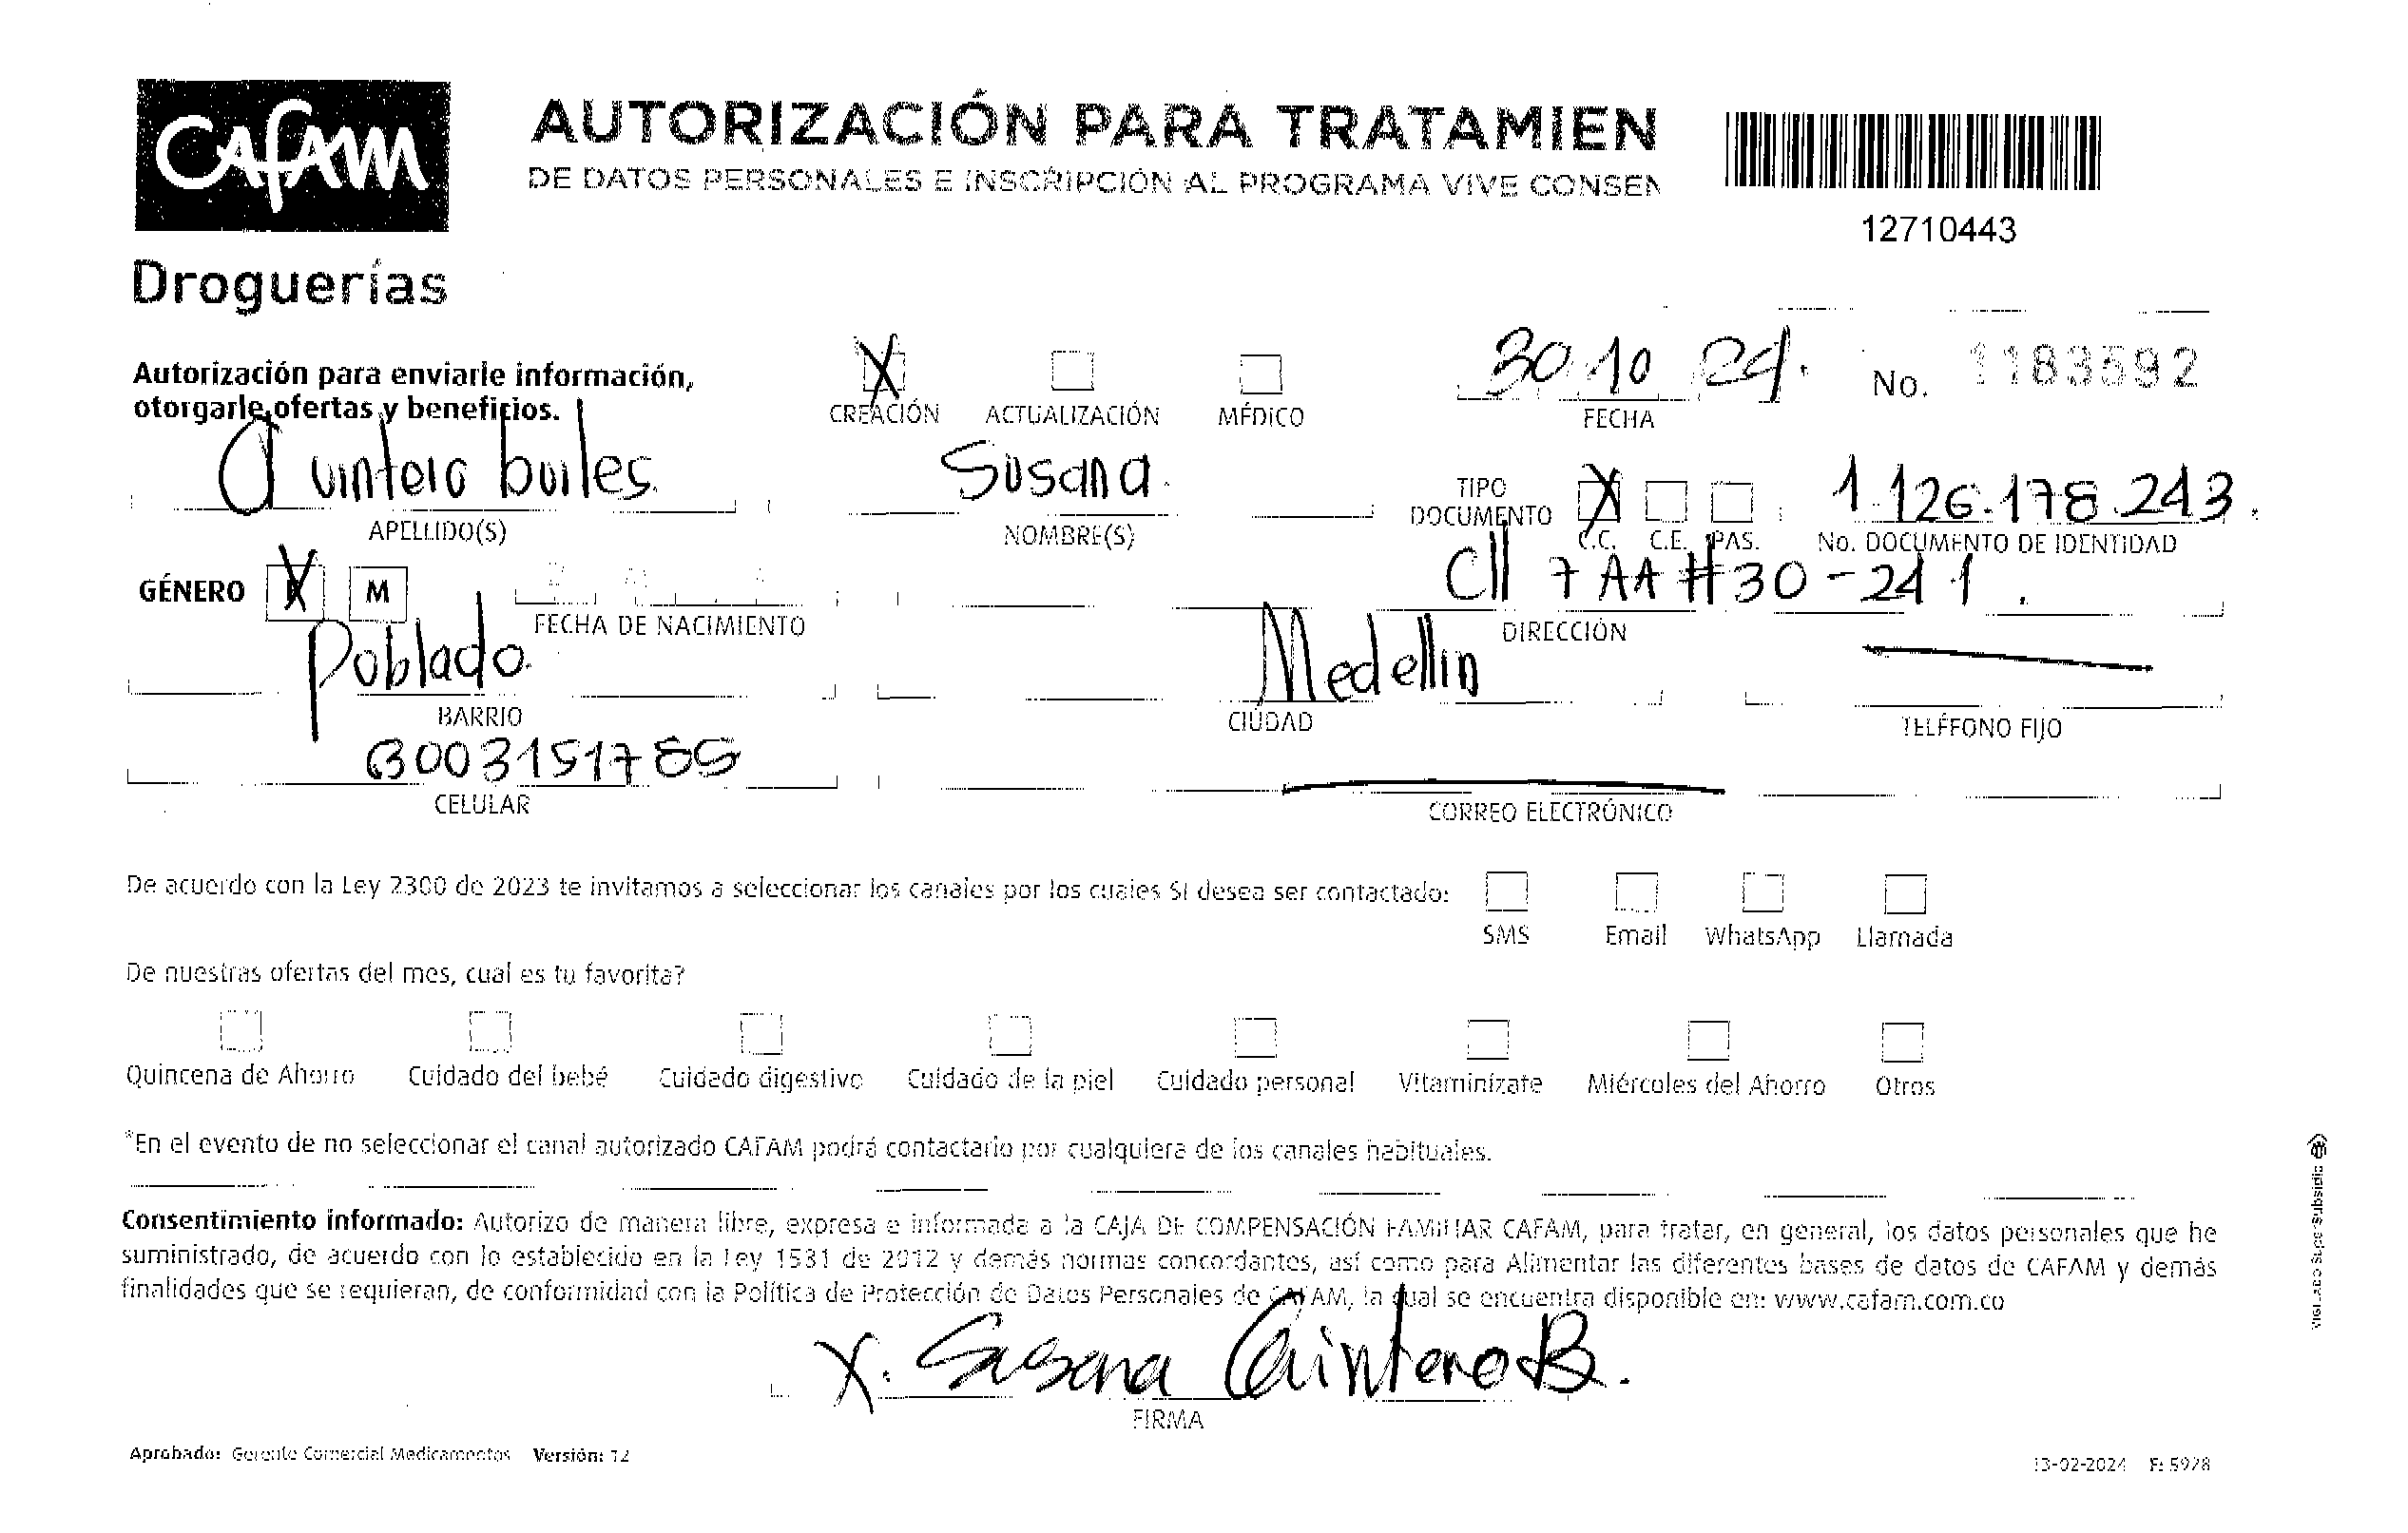 CAFAM
AUTORIZACIÓN PARA TRATAMIEN
DE DATOS PERSONALES E INSCRIPCIÓN AL PROGRAMA VIVE CONSEN
12710443
Droguerías
Autorización para enviarle información,
otorgarle ofertas y beneficios.
X
CREACIÓN ACTUALIZACIÓN MÉDICO
30 10 24.
FECHA
No. 1183592
Quintero builes. Susana.
APELLIDO(S) NOMBRE(S)
TIPO DOCUMENTO X C.C. C.E. PAS.
1.126.178.243.
No. DOCUMENTO DE IDENTIDAD
GÉNERO X M
FECHA DE NACIMIENTO
Cll 7 AA #30-241.
DIRECCIÓN
Poblado. Medellin
BARRIO CIUDAD TELÉFONO FIJO
3003151785
CELULAR CORREO ELECTRÓNICO
De acuerdo con la Ley 2300 de 2023 te invitamos a seleccionar los canales por los cuales SI desea ser contactado:
SMS Email WhatsApp Llamada
De nuestras ofertas del mes, cual es tu favorita?
Quincena de Ahorro Cuidado del bebé Cuidado digestivo Cuidado de la piel Cuidado personal Vitaminízate Miércoles del Ahorro Otros
*En el evento de no seleccionar el canal autorizado CAFAM podrá contactarlo por cualquiera de los canales habituales.
Consentimiento informado: Autorizo de manera libre, expresa e informada a la CAJA DE COMPENSACIÓN FAMILIAR CAFAM, para tratar, en general, los datos personales que he
suministrado, de acuerdo con lo establecido en la Ley 1581 de 2012 y demás normas concordantes, así como para Alimentar las diferentes bases de datos de CAFAM y demás
finalidades que se requieran, de conformidad con la Política de Protección de Datos Personales de CAFAM, la cual se encuentra disponible en: www.cafam.com.co
X. Susana Quintero B.
FIRMA
Aprobado: Gerente Comercial Medicamentos Versión: 12
13-02-2024 F: 5928
VIGILADO SuperSubsidio